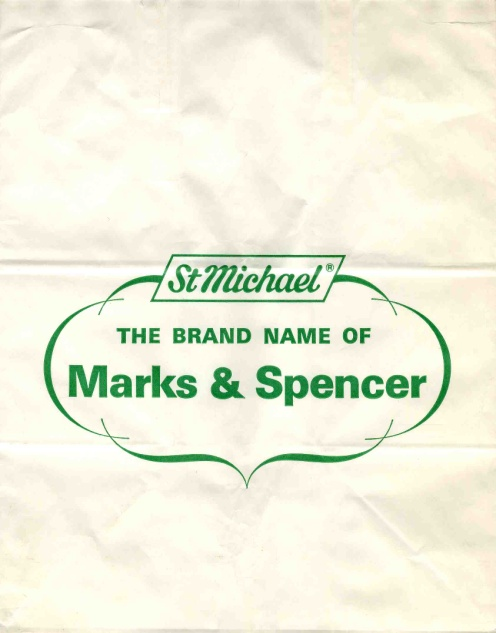 St Michael®
THE BRAND NAME OF
Marks & Spencer